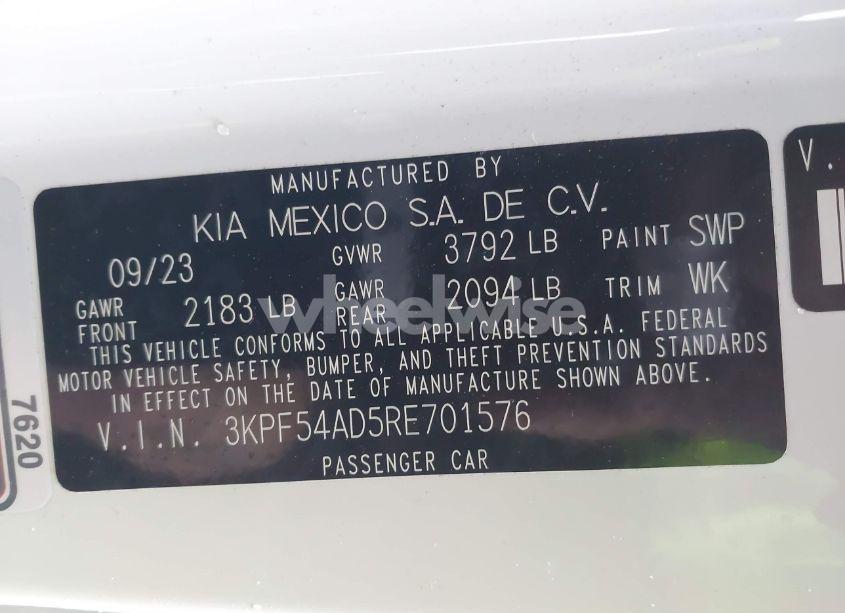 MANUFACTURED BY
KIA MEXICO S.A. DE C.V.
09/23 GVWR 3792 LB PAINT SWP
GAWR FRONT 2183 LB GAWR REAR 2094 LB TRIM WK
THIS VEHICLE CONFORMS TO ALL APPLICABLE U.S.A. FEDERAL
MOTOR VEHICLE SAFETY, BUMPER, AND THEFT PREVENTION STANDARDS
IN EFFECT ON THE DATE OF MANUFACTURE SHOWN ABOVE.
V.I.N. 3KPF54AD5RE701576
PASSENGER CAR
7620
V.
wheelwise